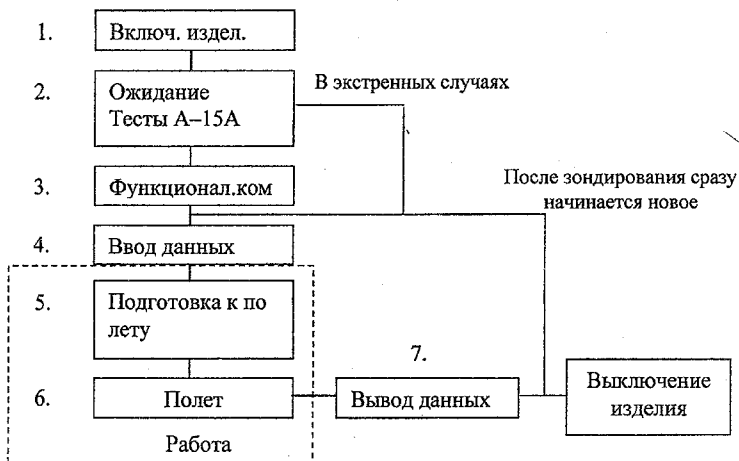 1.
Включ. издел.
2.
Ожидание
Тесты А–15А
В экстренных случаях
3.
Функционал.ком
После зондирования сразу
начинается новое
4.
Ввод данных
5.
Подготовка к по
лету
7.
6.
Полет
Вывод данных
Выключение
изделия
Работа